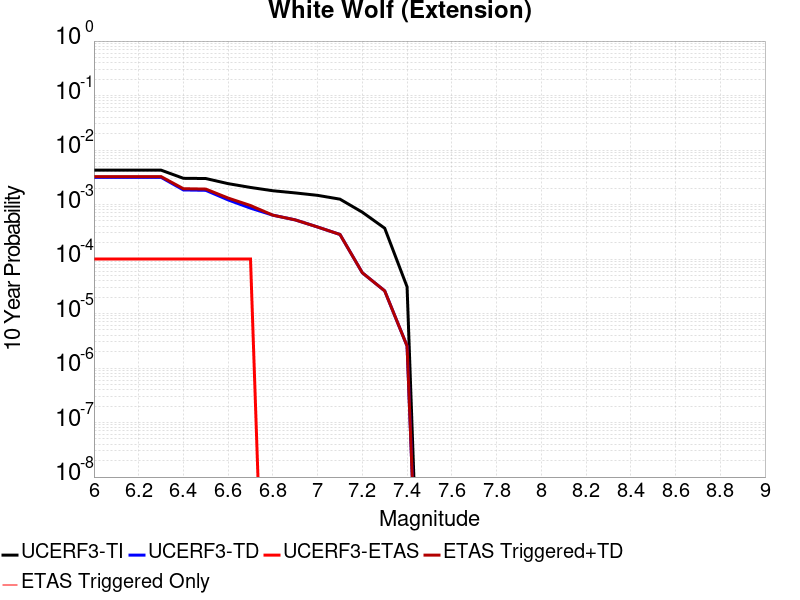 White Wolf (Extension)
10^0
10^-1
10^-2
10^-3
10^-4
10^-5
10^-6
10^-7
10^-8
10 Year Probability
6 6.2 6.4 6.6 6.8 7 7.2 7.4 7.6 7.8 8 8.2 8.4 8.6 8.8 9
Magnitude
UCERF3-TI UCERF3-TD UCERF3-ETAS ETAS Triggered+TD
ETAS Triggered Only